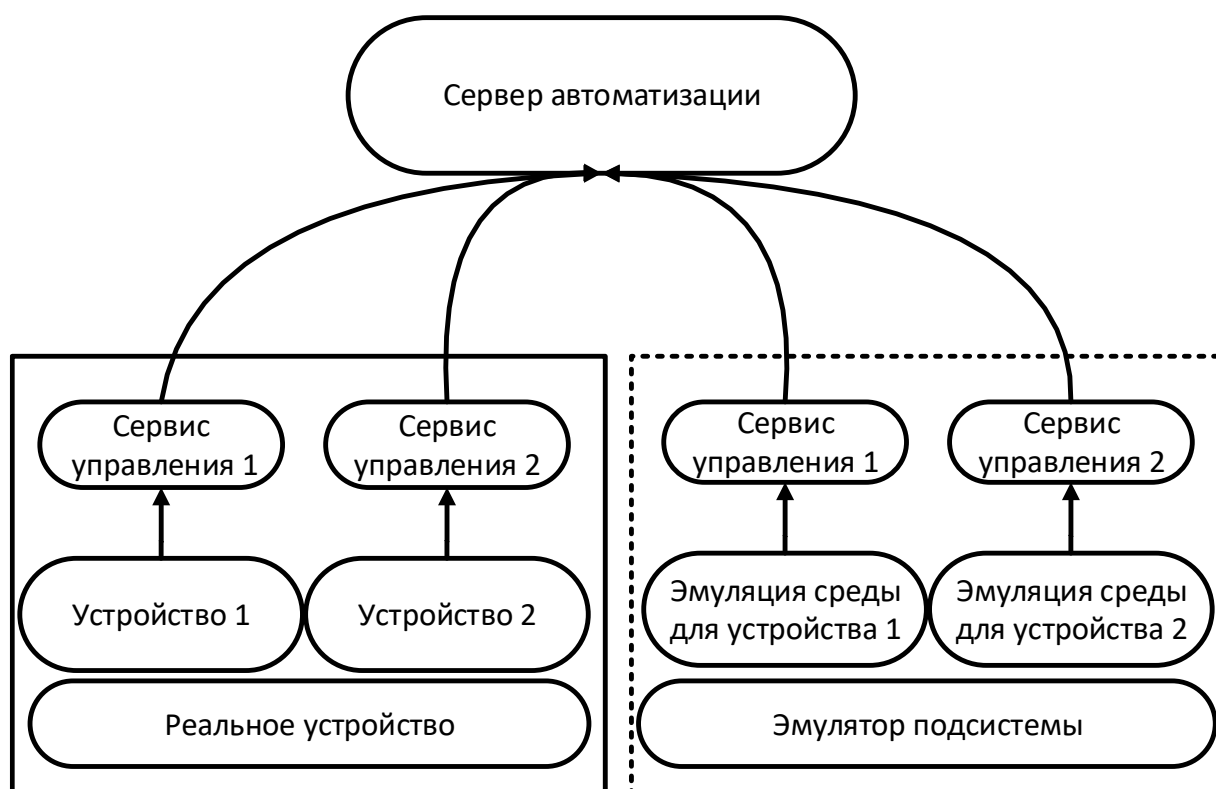 Сервер автоматизации
Сервис
управления 1
Сервис
управления 2
Сервис
управления 1
Сервис
управления 2
Устройство 1
Устройство 2
Эмуляция среды
для устройства 1
Эмуляция среды
для устройства 2
Реальное устройство
Эмулятор подсистемы